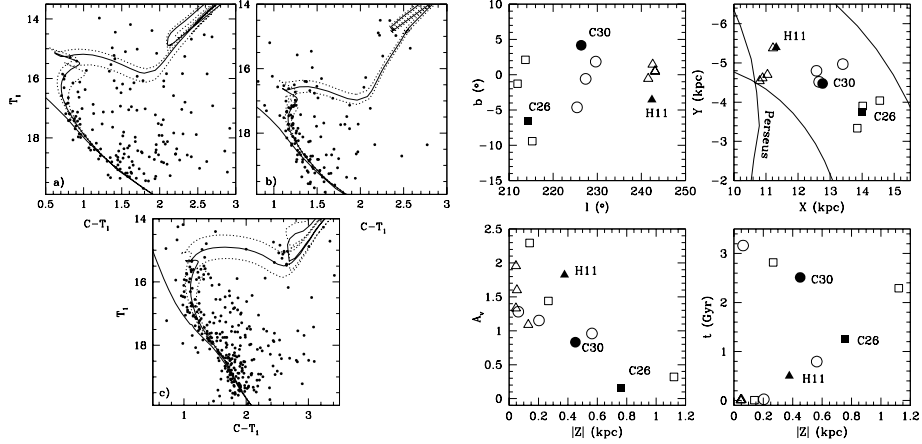 14
16
18
T₁
a)
0.5 1 1.5 2 2.5 3
C-T₁
14
16
18
b)
1 1.5 2 2.5 3
C-T₁
14
16
18
T₁
c)
1 2 3
C-T₁
15
10
5
0
-5
-10
-15
b (°)
C30
C26
H11
210 220 230 240 250
l (°)
-6
-5
-4
-3
-2
Y (kpc)
H11
C30
C26
Perseus
10 11 12 13 14 15
X (kpc)
2.5
2
1.5
1
0.5
0
Aᵥ
H11
C30
C26
0 0.2 0.4 0.6 0.8 1 1.2
|Z| (kpc)
3
2
1
0
t (Gyr)
C30
C26
H11
0 0.2 0.4 0.6 0.8 1 1.2
|Z| (kpc)